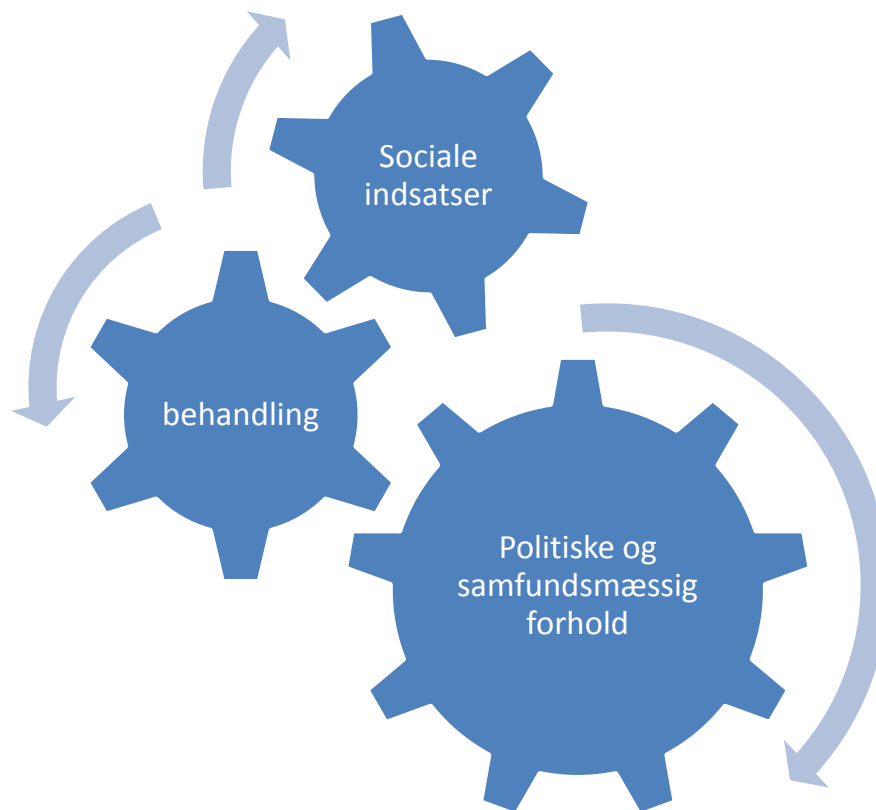 Sociale
indsatser
behandling
Politiske og
samfundsmæssig
forhold